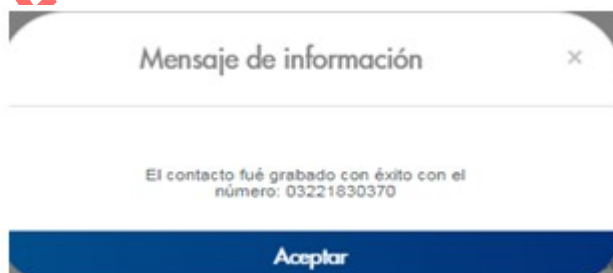 Mensaje de información ×
El contacto fué grabado con éxito con el
número: 03221830370
Aceptar